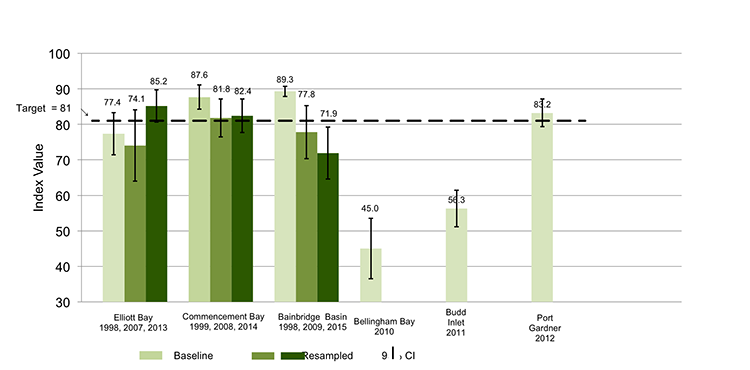 100
90
80
70
60
50
40
30
Index Value
Target = 81
77.4
74.1
85.2
87.6
81.8
82.4
89.3
77.8
71.9
45.0
56.3
83.2
Elliott Bay
1998, 2007, 2013
Commencement Bay
1999, 2008, 2014
Bainbridge Basin
1998, 2009, 2015
Bellingham Bay
2010
Budd
Inlet
2011
Port
Gardner
2012
Baseline
Resampled
9 CI